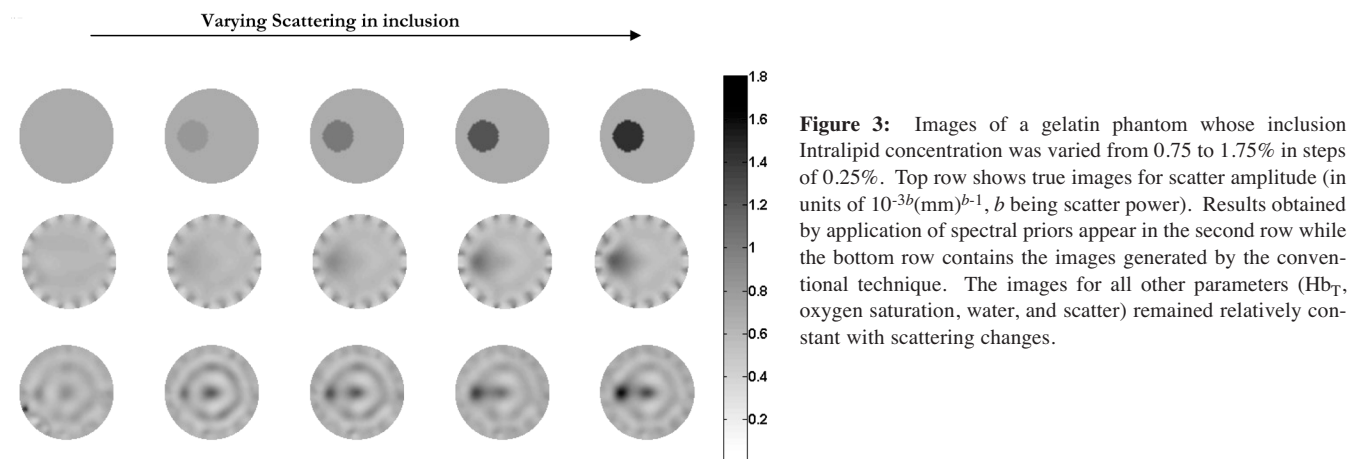 Varying Scattering in inclusion
1.8
1.6
1.4
1.2
1
0.8
0.6
0.4
0.2
Figure 3: Images of a gelatin phantom whose inclusion
Intralipid concentration was varied from 0.75 to 1.75% in steps
of 0.25%. Top row shows true images for scatter amplitude (in
units of 10⁻³ᵇ(mm)ᵇ⁻¹, b being scatter power). Results obtained
by application of spectral priors appear in the second row while
the bottom row contains the images generated by the conven-
tional technique. The images for all other parameters (Hb_T,
oxygen saturation, water, and scatter) remained relatively con-
stant with scattering changes.